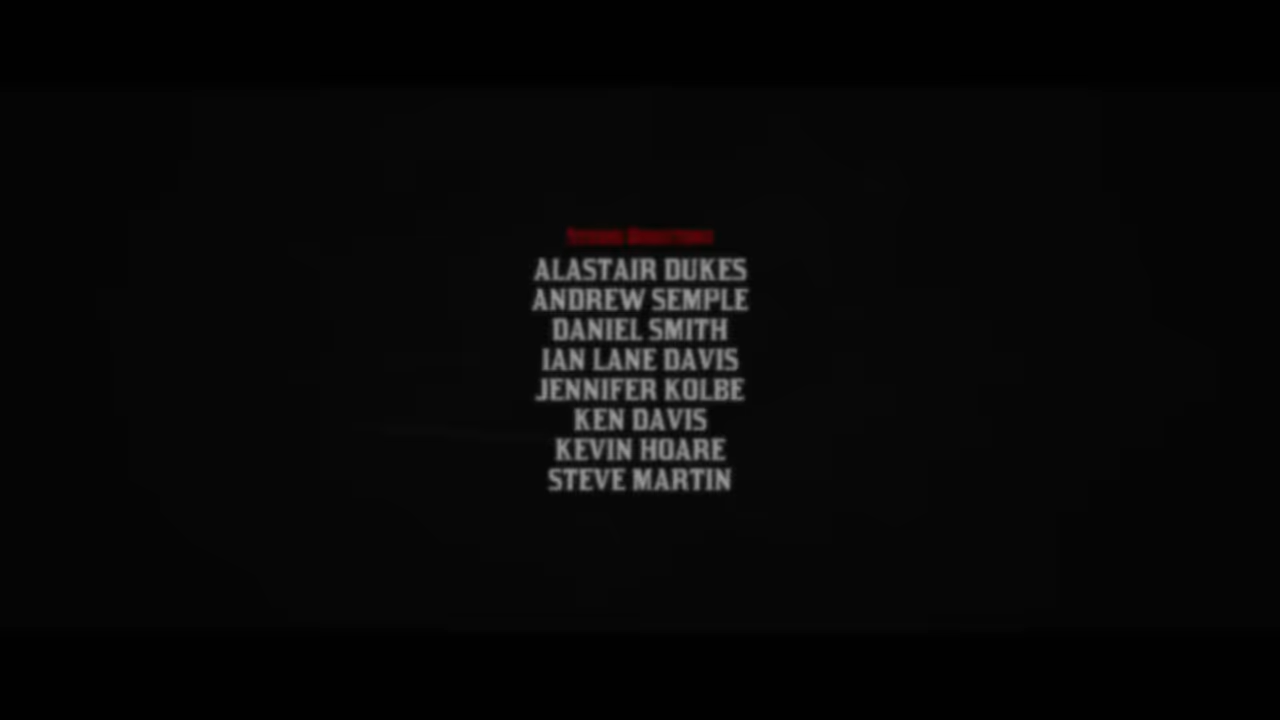 ALASTAIR DUKES
ANDREW SEMPLE
DANIEL SMITH
IAN LANE DAVIS
JENNIFER KOLBE
KEN DAVIS
KEVIN HOARE
STEVE MARTIN